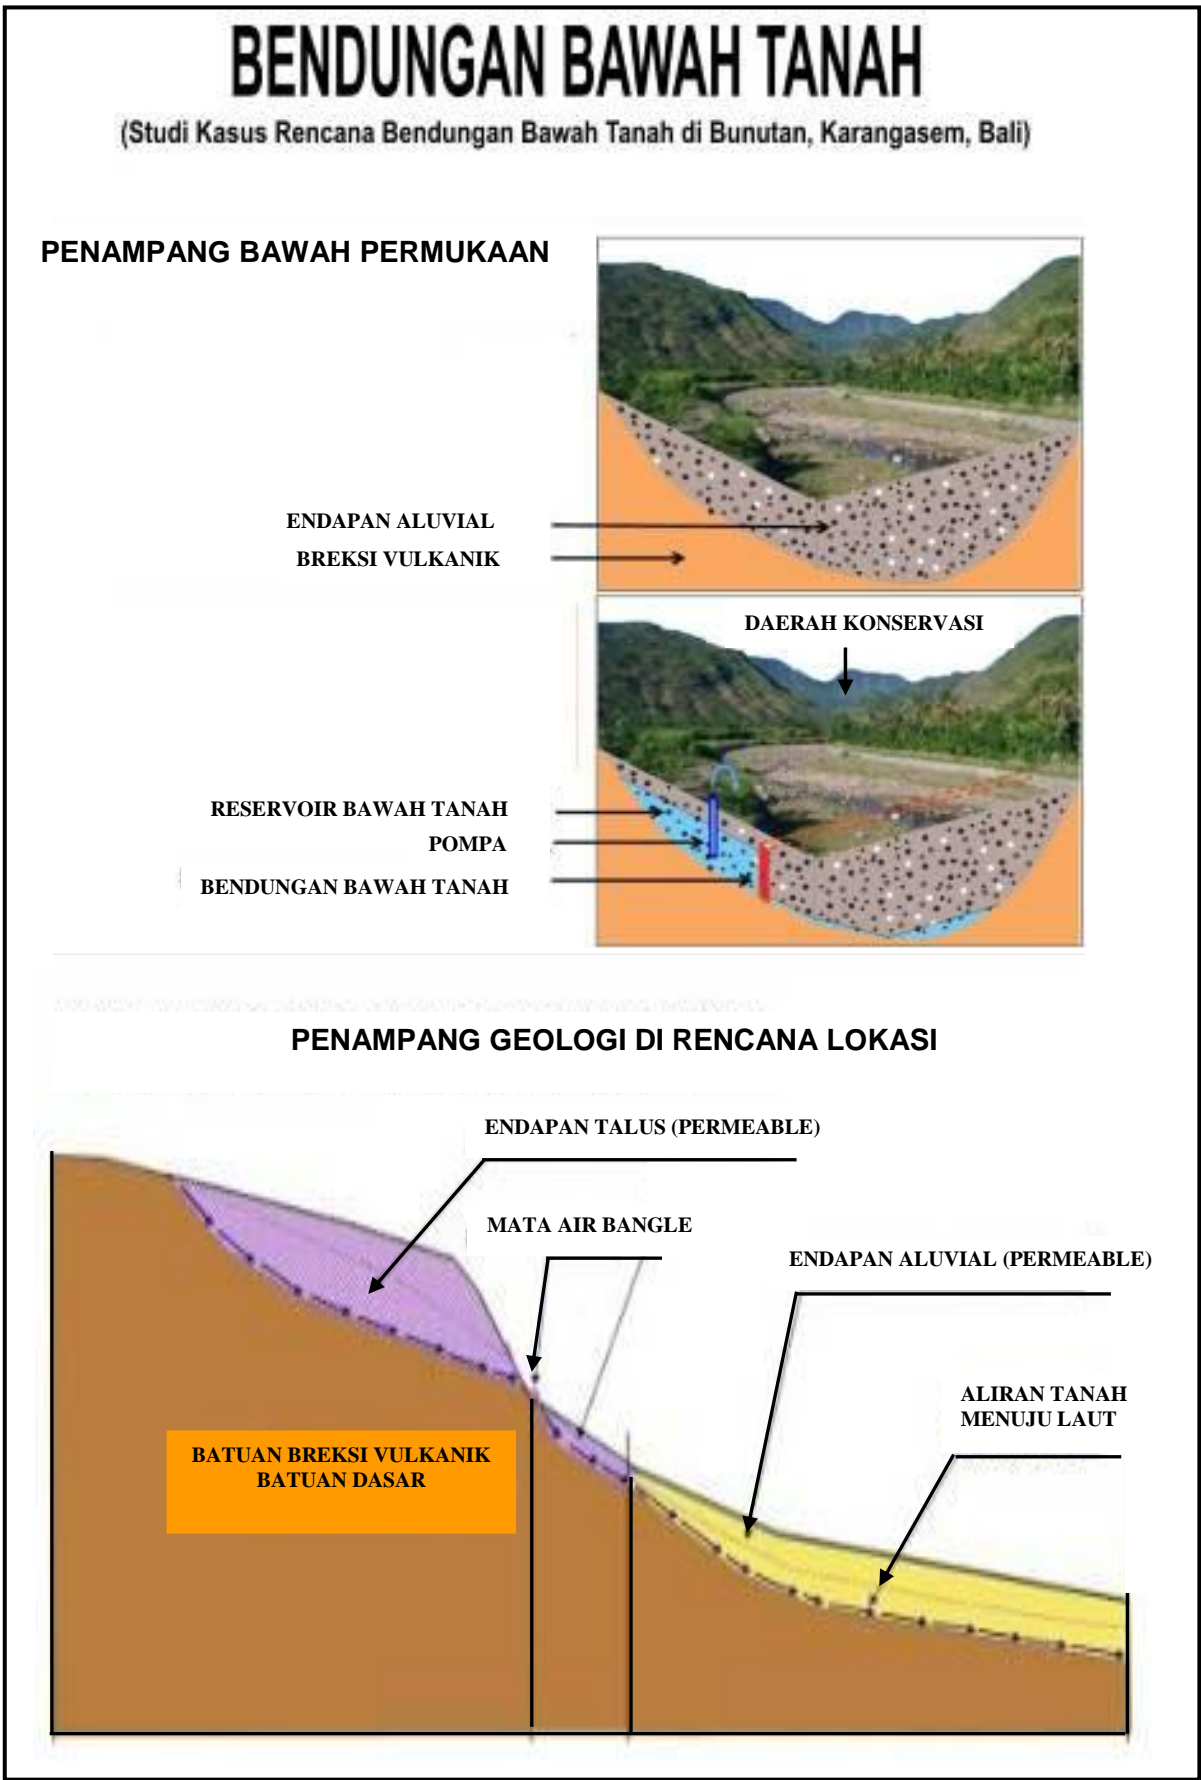 BENDUNGAN BAWAH TANAH
(Studi Kasus Rencana Bendungan Bawah Tanah di Bunutan, Karangasem, Bali)
PENAMPANG BAWAH PERMUKAAN
ENDAPAN ALUVIAL
BREKSI VULKANIK
DAERAH KONSERVASI
RESERVOIR BAWAH TANAH
POMPA
BENDUNGAN BAWAH TANAH
PENAMPANG GEOLOGI DI RENCANA LOKASI
ENDAPAN TALUS (PERMEABLE)
MATA AIR BANGLE
ENDAPAN ALUVIAL (PERMEABLE)
ALIRAN TANAH
MENUJU LAUT
BATUAN BREKSI VULKANIK
BATUAN DASAR